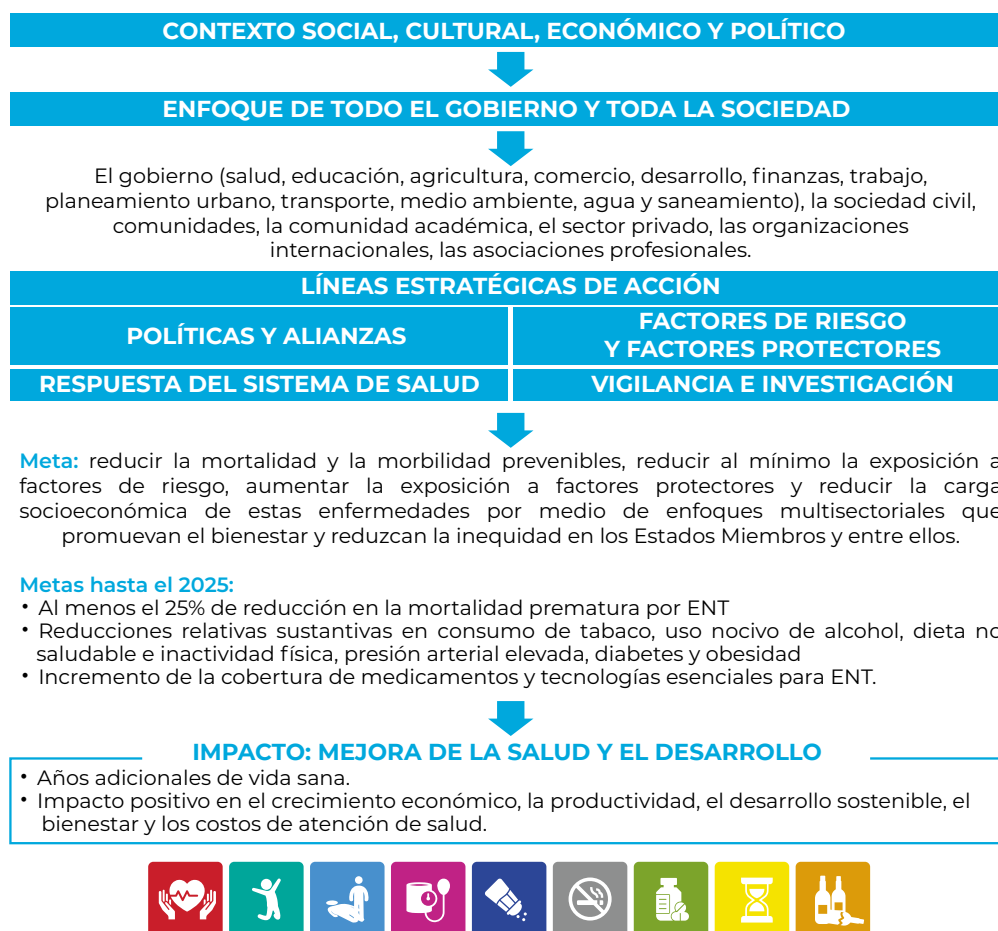 CONTEXTO SOCIAL, CULTURAL, ECONÓMICO Y POLÍTICO
ENFOQUE DE TODO EL GOBIERNO Y TODA LA SOCIEDAD
El gobierno (salud, educación, agricultura, comercio, desarrollo, finanzas, trabajo,
planeamiento urbano, transporte, medio ambiente, agua y saneamiento), la sociedad civil,
comunidades, la comunidad académica, el sector privado, las organizaciones
internacionales, las asociaciones profesionales.
LÍNEAS ESTRATÉGICAS DE ACCIÓN
POLÍTICAS Y ALIANZAS
FACTORES DE RIESGO
Y FACTORES PROTECTORES
RESPUESTA DEL SISTEMA DE SALUD
VIGILANCIA E INVESTIGACIÓN
Meta: reducir la mortalidad y la morbilidad prevenibles, reducir al mínimo la exposición a
factores de riesgo, aumentar la exposición a factores protectores y reducir la carga
socioeconómica de estas enfermedades por medio de enfoques multisectoriales que
promuevan el bienestar y reduzcan la inequidad en los Estados Miembros y entre ellos.
Metas hasta el 2025:
• Al menos el 25% de reducción en la mortalidad prematura por ENT
• Reducciones relativas sustantivas en consumo de tabaco, uso nocivo de alcohol, dieta no
saludable e inactividad física, presión arterial elevada, diabetes y obesidad
• Incremento de la cobertura de medicamentos y tecnologías esenciales para ENT.
IMPACTO: MEJORA DE LA SALUD Y EL DESARROLLO
• Años adicionales de vida sana.
• Impacto positivo en el crecimiento económico, la productividad, el desarrollo sostenible, el
bienestar y los costos de atención de salud.